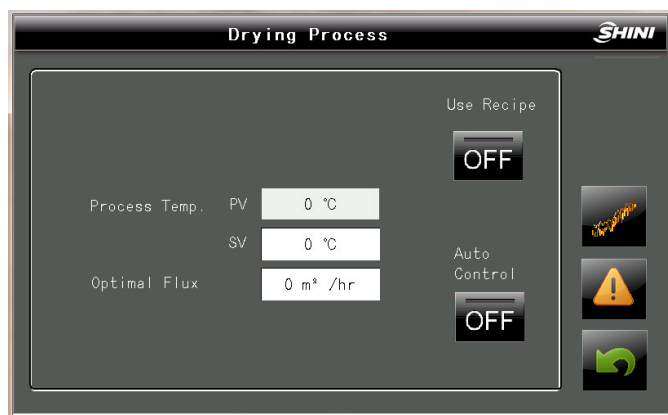 Drying Process
SHINI
Use Recipe
OFF
Process Temp. PV 0 ℃
SV 0 ℃
Auto
Control
Optimal Flux 0 m³ /hr
OFF